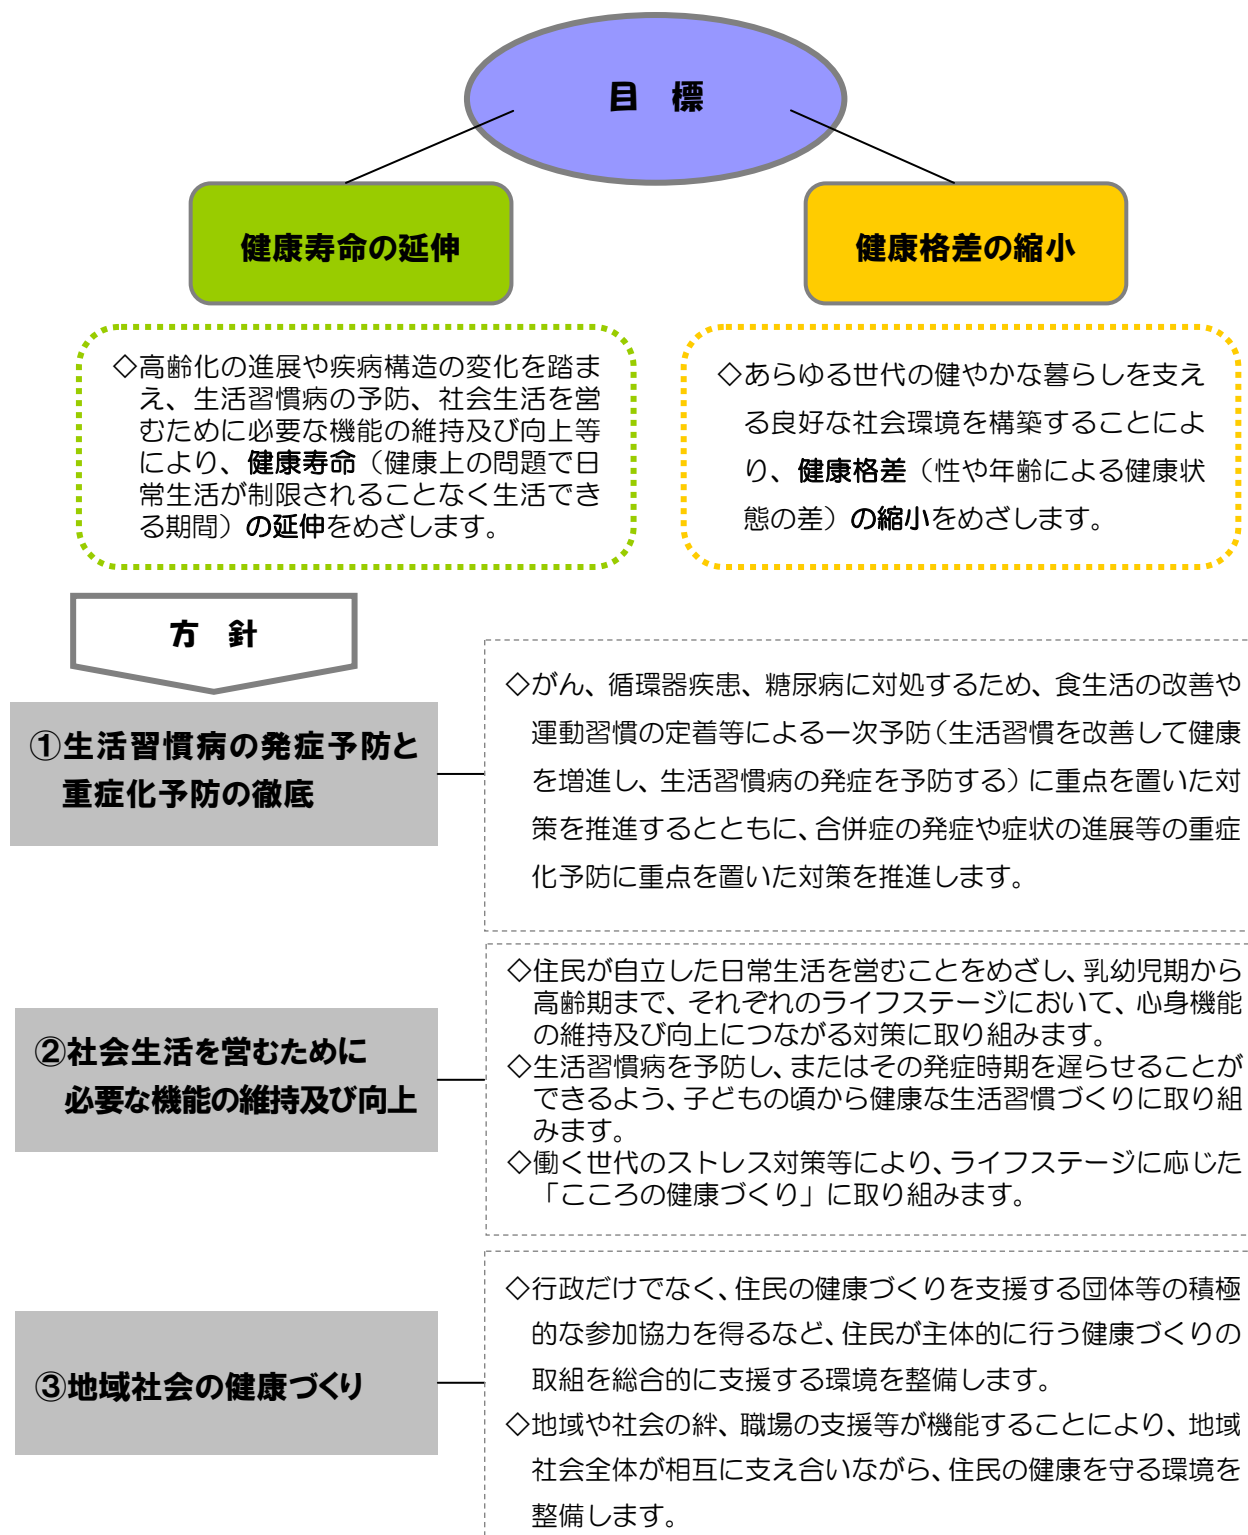 目 標
健康寿命の延伸
健康格差の縮小
◇高齢化の進展や疾病構造の変化を踏ま
え、生活習慣病の予防、社会生活を営
むために必要な機能の維持及び向上等
により、健康寿命（健康上の問題で日
常生活が制限されることなく生活でき
る期間）の延伸をめざします。
◇あらゆる世代の健やかな暮らしを支え
る良好な社会環境を構築することによ
り、健康格差（性や年齢による健康状
態の差）の縮小をめざします。
方 針
①生活習慣病の発症予防と
重症化予防の徹底
◇がん、循環器疾患、糖尿病に対処するため、食生活の改善や
運動習慣の定着等による一次予防（生活習慣を改善して健康
を増進し、生活習慣病の発症を予防する）に重点を置いた対
策を推進するとともに、合併症の発症や症状の進展等の重症
化予防に重点を置いた対策を推進します。
②社会生活を営むために
必要な機能の維持及び向上
◇住民が自立した日常生活を営むことをめざし、乳幼児期から
高齢期まで、それぞれのライフステージにおいて、心身機能
の維持及び向上につながる対策に取り組みます。
◇生活習慣病を予防し、またはその発症時期を遅らせることが
できるよう、子どもの頃から健康な生活習慣づくりに取り組
みます。
◇働く世代のストレス対策等により、ライフステージに応じた
「こころの健康づくり」に取り組みます。
③地域社会の健康づくり
◇行政だけでなく、住民の健康づくりを支援する団体等の積極
的な参加協力を得るなど、住民が主体的に行う健康づくりの
取組を総合的に支援する環境を整備します。
◇地域や社会の絆、職場の支援等が機能することにより、地域
社会全体が相互に支え合いながら、住民の健康を守る環境を
整備します。